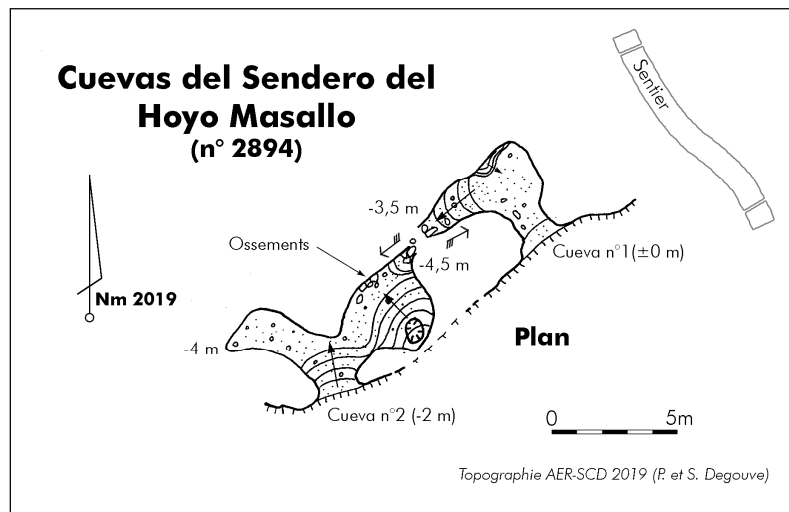 Cuevas del Sendero del
Hoyo Masallo
(n° 2894)
Sentier
-3,5 m
Ossements
-4,5 m
Cueva n°1(±0 m)
Nm 2019
Plan
-4 m
Cueva n°2 (-2 m)
0 5m
Topographie AER-SCD 2019 (P. et S. Degouve)